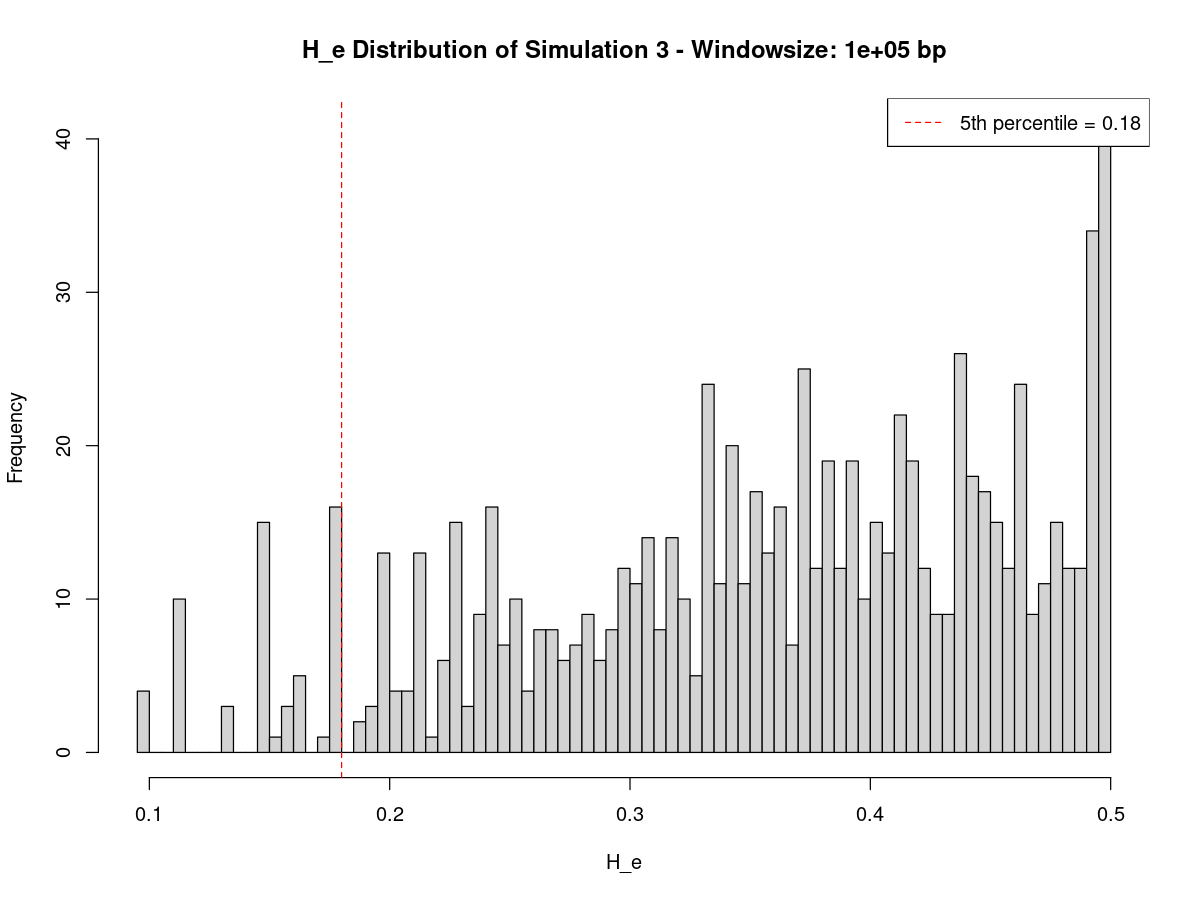 H_e Distribution of Simulation 3 - Windowsize: 1e+05 bp
5th percentile = 0.18
Frequency
40
30
20
10
0
0.1
0.2
0.3
0.4
0.5
H_e